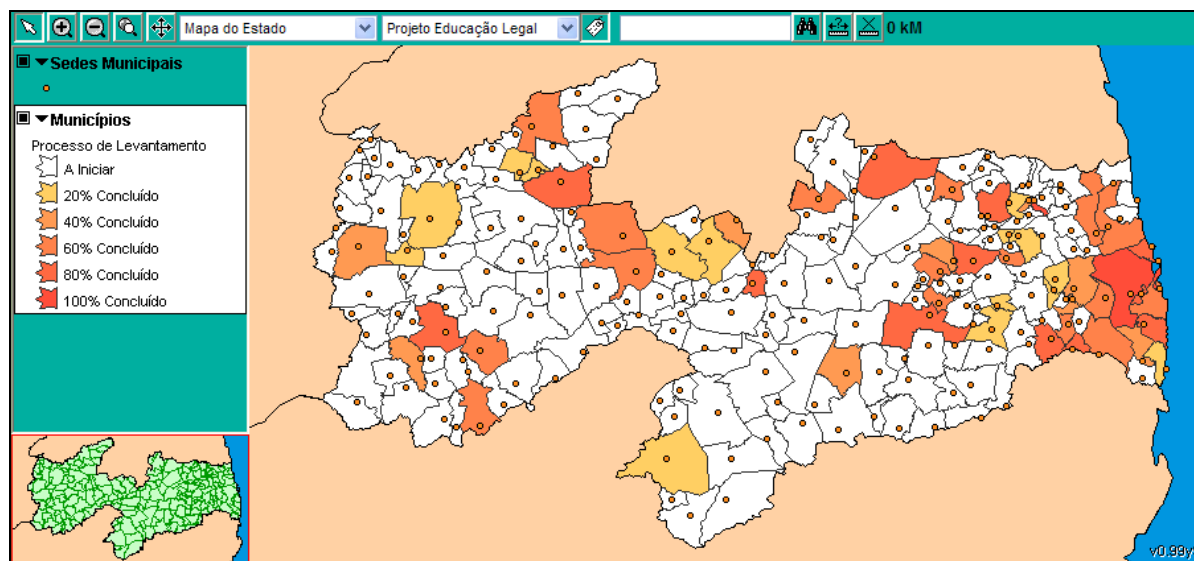 Mapa do Estado
Projeto Educação Legal
0 kM
Sedes Municipais
Municípios
Processo de Levantamento
A Iniciar
20% Concluído
40% Concluído
60% Concluído
80% Concluído
100% Concluído
v0.99y